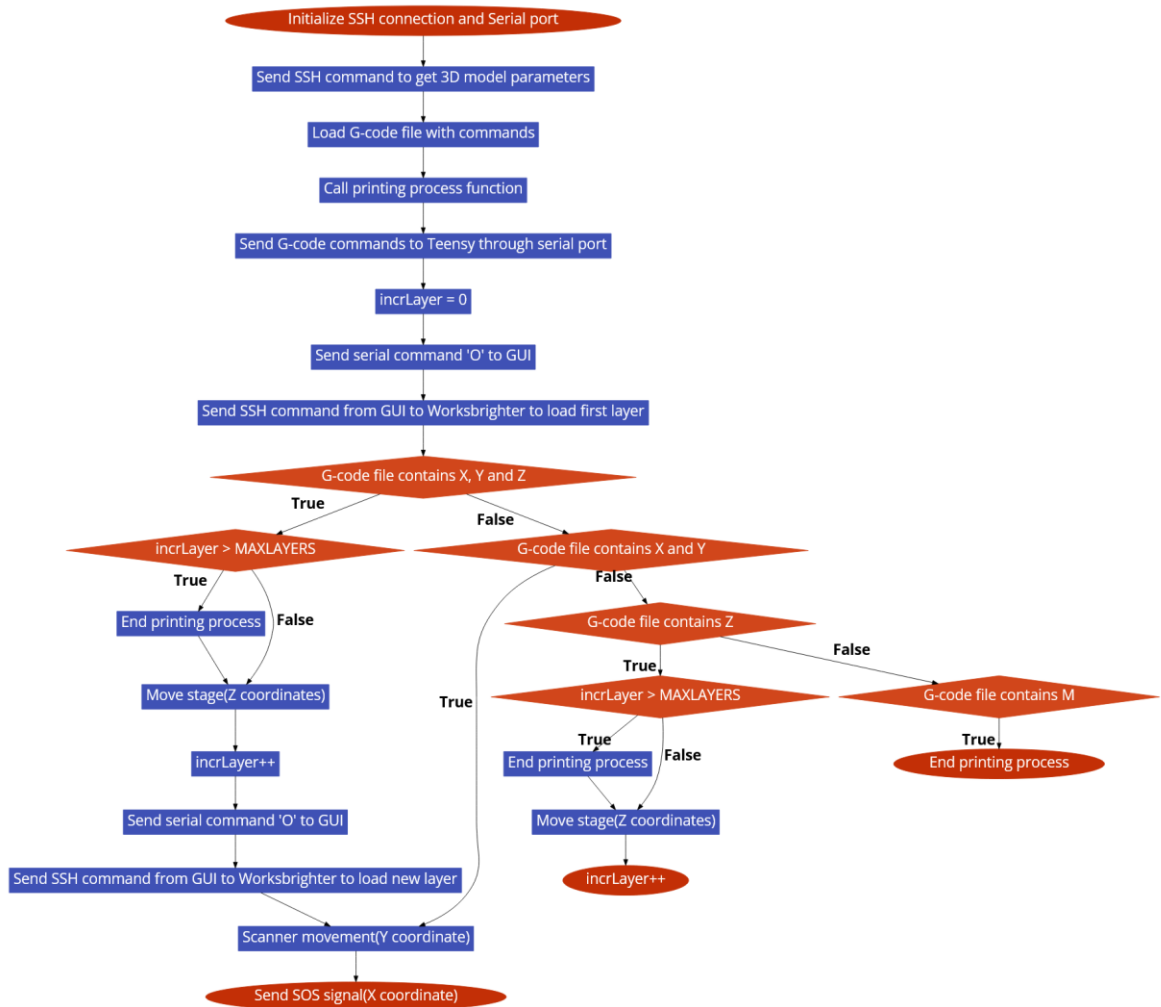 Initialize SSH connection and Serial port
Send SSH command to get 3D model parameters
Load G-code file with commands
Call printing process function
Send G-code commands to Teensy through serial port
incrLayer = 0
Send serial command 'O' to GUI
Send SSH command from GUI to Worksbrighter to load first layer
G-code file contains X, Y and Z
True
False
incrLayer > MAXLAYERS
G-code file contains X and Y
True
False
False
End printing process
G-code file contains Z
True
False
Move stage(Z coordinates)
True
incrLayer > MAXLAYERS
G-code file contains M
True
False
True
incrLayer++
End printing process
End printing process
Send serial command 'O' to GUI
Move stage(Z coordinates)
Send SSH command from GUI to Worksbrighter to load new layer
incrLayer++
Scanner movement(Y coordinate)
Send SOS signal(X coordinate)